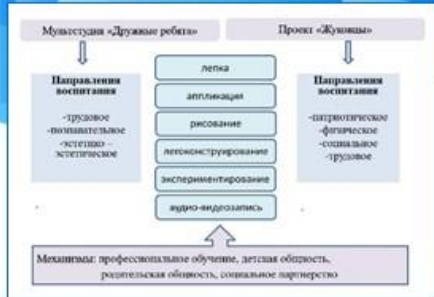 Мультстудия «Дружные ребята»
Проект «Жуковцы»
Направления
воспитания
-трудовое
-познавательное
-эстетико –
эстетическое
лепка
аппликация
рисование
легоконструирование
экспериментирование
аудио-видеозапись
Направления
воспитания
-патриотическое
-физическое
-социальное
-трудовое
Механизмы: профессиональное обучение, детская общность,
родительская общность, социальное партнерство